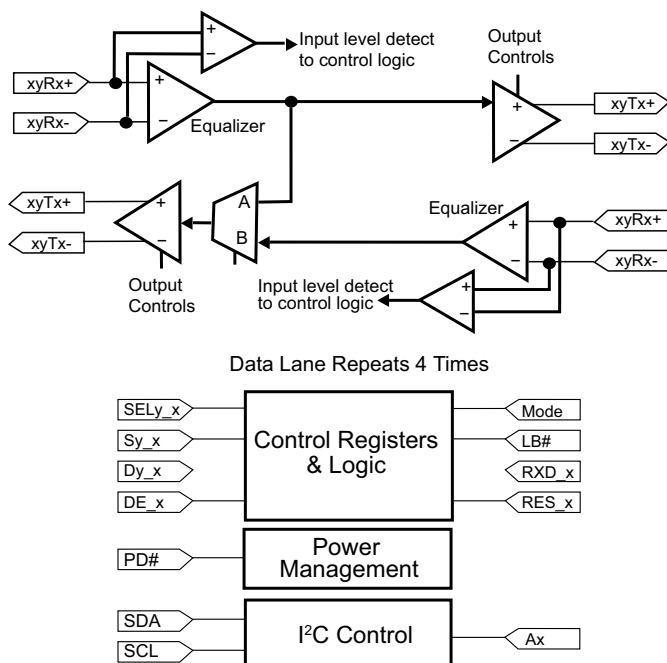 Input level detect
to control logic
Output
Controls
xyRx+
+
−
xyTx+
xyRx-
Equalizer
xyTx-
+
−
+
−
xyTx+
xyTx-
+
−
A
B
Equalizer
+
−
xyRx+
xyRx-
Output
Controls
Input level detect
to control logic
+
−
Data Lane Repeats 4 Times
SELy_x
Sy_x
Dy_x
DE_x
Control Registers
& Logic
Mode
LB#
RXD_x
RES_x
PD#
Power
Management
SDA
SCL
I²C Control
Ax